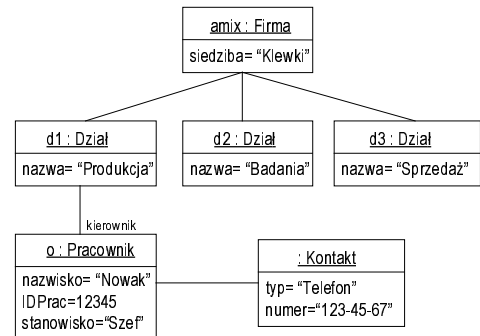 amix : Firma
siedziba= “Klewki”
d1 : Dział
nazwa= “Produkcja”
d2 : Dział
nazwa= “Badania”
d3 : Dział
nazwa= “Sprzedaż”
kierownik
o : Pracownik
nazwisko= “Nowak”
IDPrac=12345
stanowisko=“Szef”
: Kontakt
typ= “Telefon”
numer=“123-45-67”